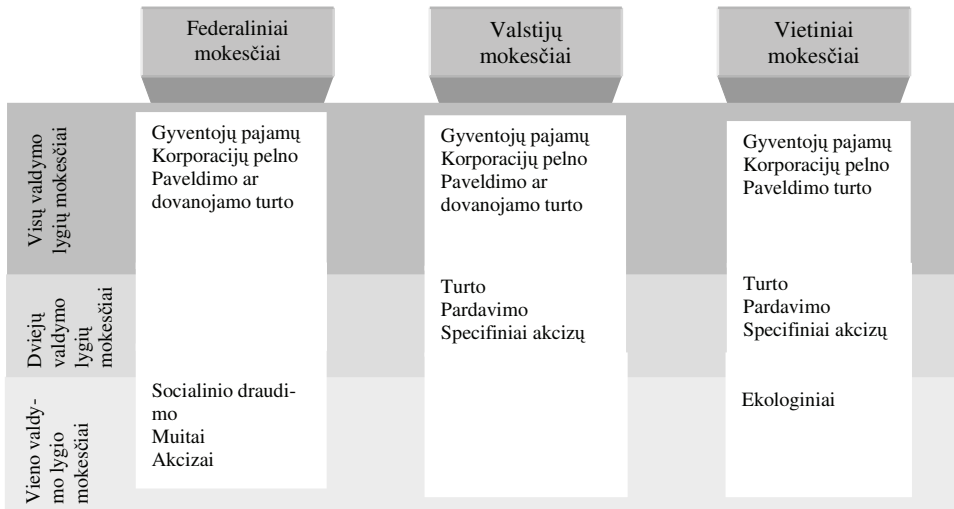 Federaliniai
mokesčiai
Valstijų
mokesčiai
Vietiniai
mokesčiai
Visų valdymo
lygių mokesčiai
Gyventojų pajamų
Korporacijų pelno
Paveldimo ar
dovanojamo turto
Gyventojų pajamų
Korporacijų pelno
Paveldimo ar
dovanojamo turto
Gyventojų pajamų
Korporacijų pelno
Paveldimo turto
Dviejų
valdymo
lygių
mokesčiai
Turto
Pardavimo
Specifiniai akcizų
Turto
Pardavimo
Specifiniai akcizų
Vieno valdy-
mo lygio
mokesčiai
Socialinio draudi-
mo
Muitai
Akcizai
Ekologiniai